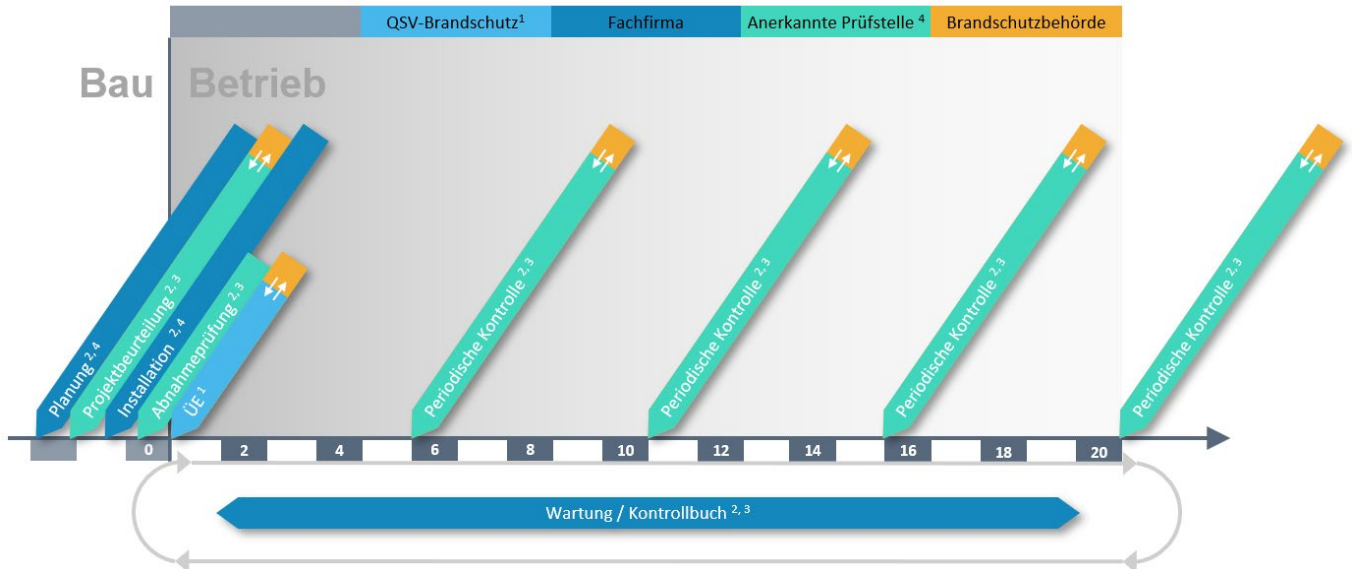 QSV-Brandschutz¹
Fachfirma
Anerkannte Prüfstelle ⁴
Brandschutzbehörde
Bau
Betrieb
Planung ²,⁴
Projektbeurteilung ²,³
Installation ²,⁴
Abnahmeprüfung ²,³
ÜE ¹
Periodische Kontrolle ²,³
Periodische Kontrolle ²,³
Periodische Kontrolle ²,³
Periodische Kontrolle ²,³
0 2 4 6 8 10 12 14 16 18 20
Wartung / Kontrollbuch ²,³